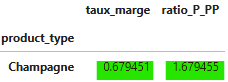 taux_marge ratio_P_PP
product_type
Champagne 0.679451 1.679455